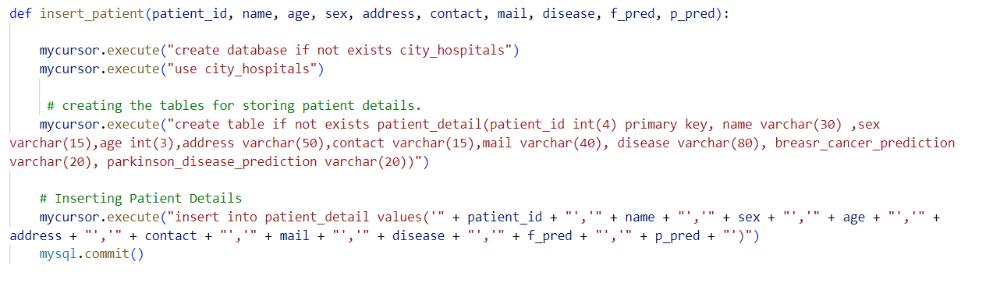 def insert_patient(patient_id, name, age, sex, address, contact, mail, disease, f_pred, p_pred):
mycursor.execute("create database if not exists city_hospitals")
mycursor.execute("use city_hospitals")
# creating the tables for storing patient details.
mycursor.execute("create table if not exists patient_detail(patient_id int(4) primary key, name varchar(30) ,sex
varchar(15),age int(3),address varchar(50),contact varchar(15),mail varchar(40), disease varchar(80), breasr_cancer_prediction
varchar(20), parkinson_disease_prediction varchar(20))")
# Inserting Patient Details
mycursor.execute("insert into patient_detail values('" + patient_id + "','" + name + "','" + sex + "','" + age + "','" +
address + "','" + contact + "','" + mail + "','" + disease + "','" + f_pred + "','" + p_pred + "')")
mysql.commit()